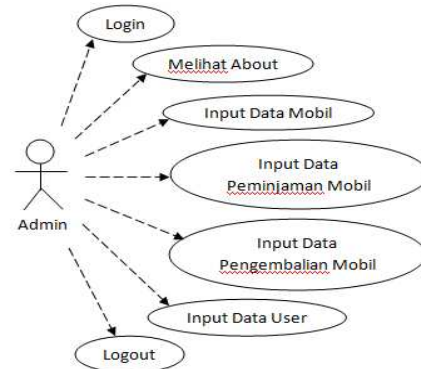 Login
Melihat About
Input Data Mobil
Input Data
Peminjaman Mobil
Admin
Input Data
Pengembalian Mobil
Input Data User
Logout